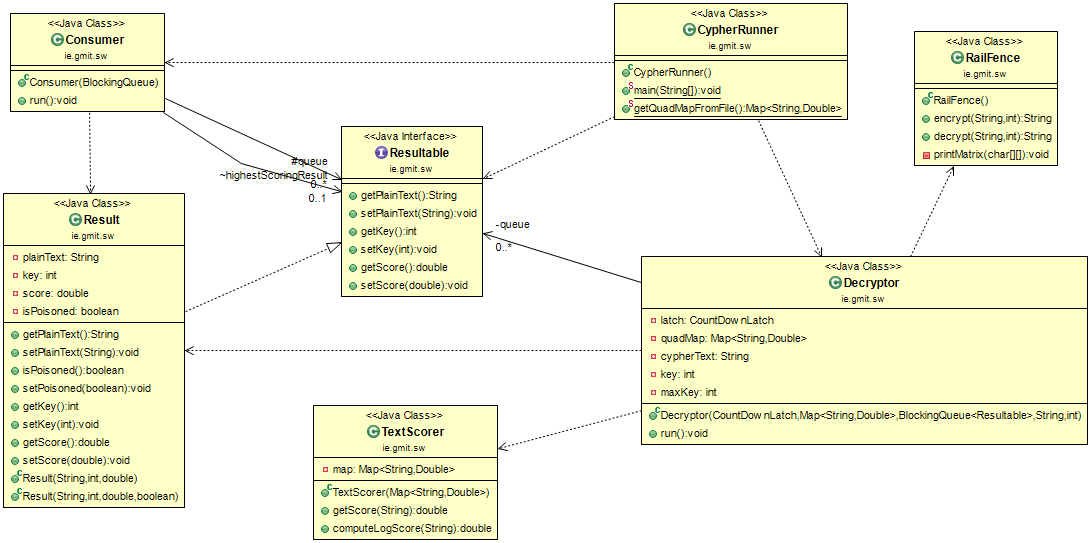 <<Java Class>>
Consumer
ie.gmit.sw
Consumer(BlockingQueue)
run():void
<<Java Class>>
CypherRunner
ie.gmit.sw
CypherRunner()
main(String[]):void
getQuadMapFromFile():Map<String,Double>
<<Java Class>>
RailFence
ie.gmit.sw
RailFence()
encrypt(String,int):String
decrypt(String,int):String
printMatrix(char[][]):void
<<Java Interface>>
Resultable
ie.gmit.sw
getPlainText():String
setPlainText(String):void
getKey():int
setKey(int):void
getScore():double
setScore(double):void
#queue
0..*
~highestScoringResult
0..1
-queue
0..*
<<Java Class>>
Result
ie.gmit.sw
plainText: String
key: int
score: double
isPoisoned: boolean
getPlainText():String
setPlainText(String):void
isPoisoned():boolean
setPoisoned(boolean):void
getKey():int
setKey(int):void
getScore():double
setScore(double):void
Result(String,int,double)
Result(String,int,double,boolean)
<<Java Class>>
Decryptor
ie.gmit.sw
latch: CountDownLatch
quadMap: Map<String,Double>
cypherText: String
key: int
maxKey: int
Decryptor(CountDownLatch,Map<String,Double>,BlockingQueue<Resultable>,String,int)
run():void
<<Java Class>>
TextScorer
ie.gmit.sw
map: Map<String,Double>
TextScorer(Map<String,Double>)
getScore(String):double
computeLogScore(String):double